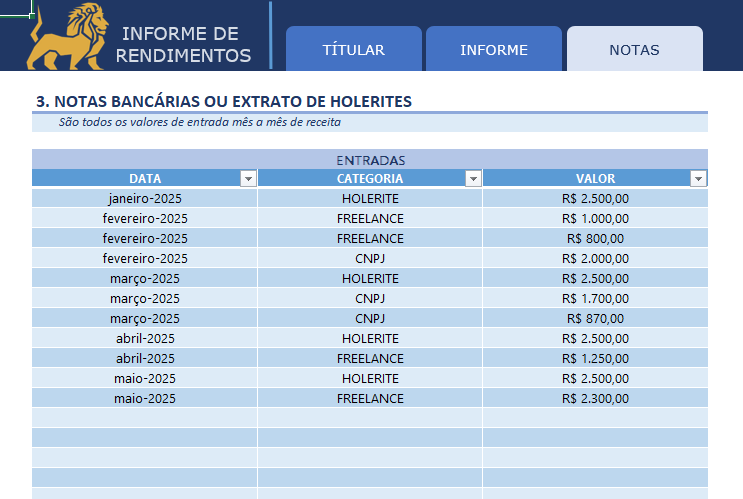 INFORME DE
RENDIMENTOS
TÍTULAR
INFORME
NOTAS
3. NOTAS BANCÁRIAS OU EXTRATO DE HOLERITES
São todos os valores de entrada mês a mês de receita
ENTRADAS
DATA CATEGORIA VALOR
janeiro-2025 HOLERITE R$ 2.500,00
fevereiro-2025 FREELANCE R$ 1.000,00
fevereiro-2025 FREELANCE R$ 800,00
fevereiro-2025 CNPJ R$ 2.000,00
março-2025 HOLERITE R$ 2.500,00
março-2025 CNPJ R$ 1.700,00
março-2025 CNPJ R$ 870,00
abril-2025 HOLERITE R$ 2.500,00
abril-2025 FREELANCE R$ 1.250,00
maio-2025 HOLERITE R$ 2.500,00
maio-2025 FREELANCE R$ 2.300,00